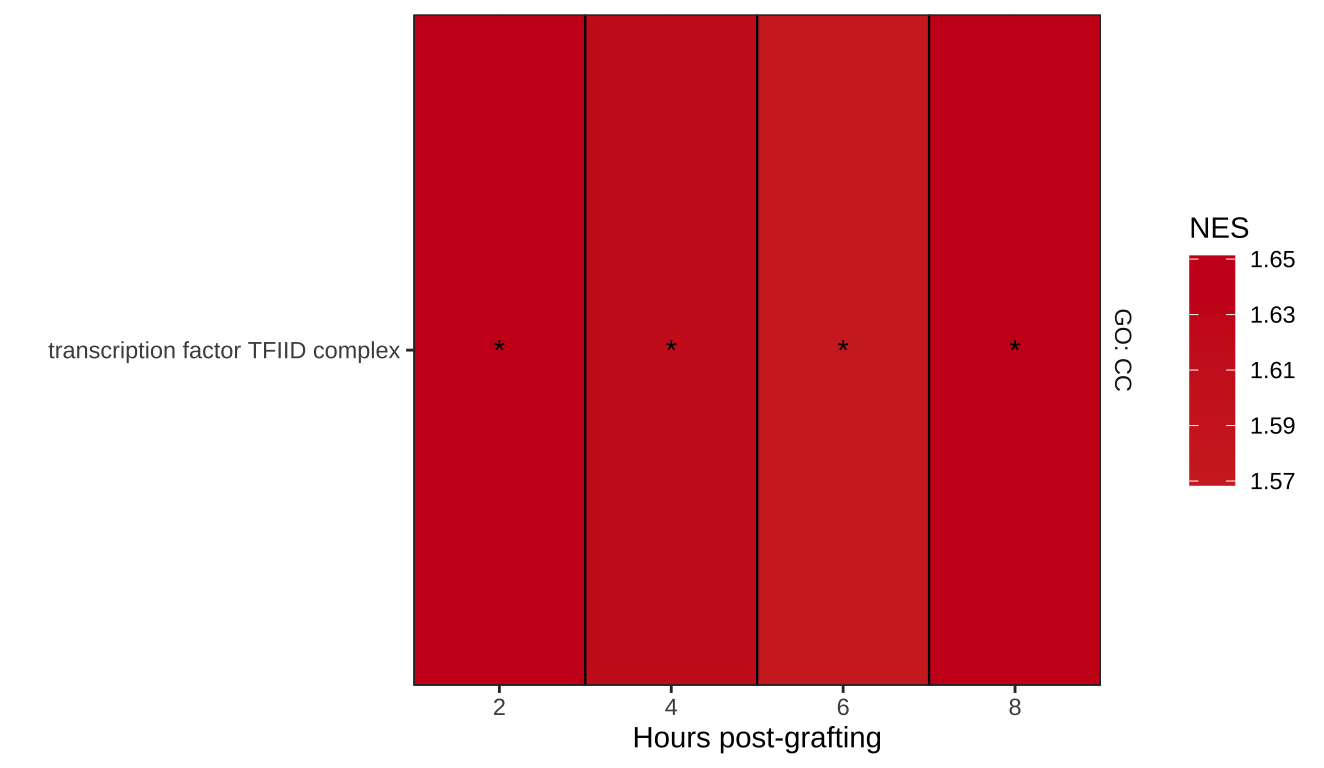 transcription factor TFIID complex
* * * *
2 4 6 8
Hours post-grafting
GO: CC
NES
1.65
1.63
1.61
1.59
1.57